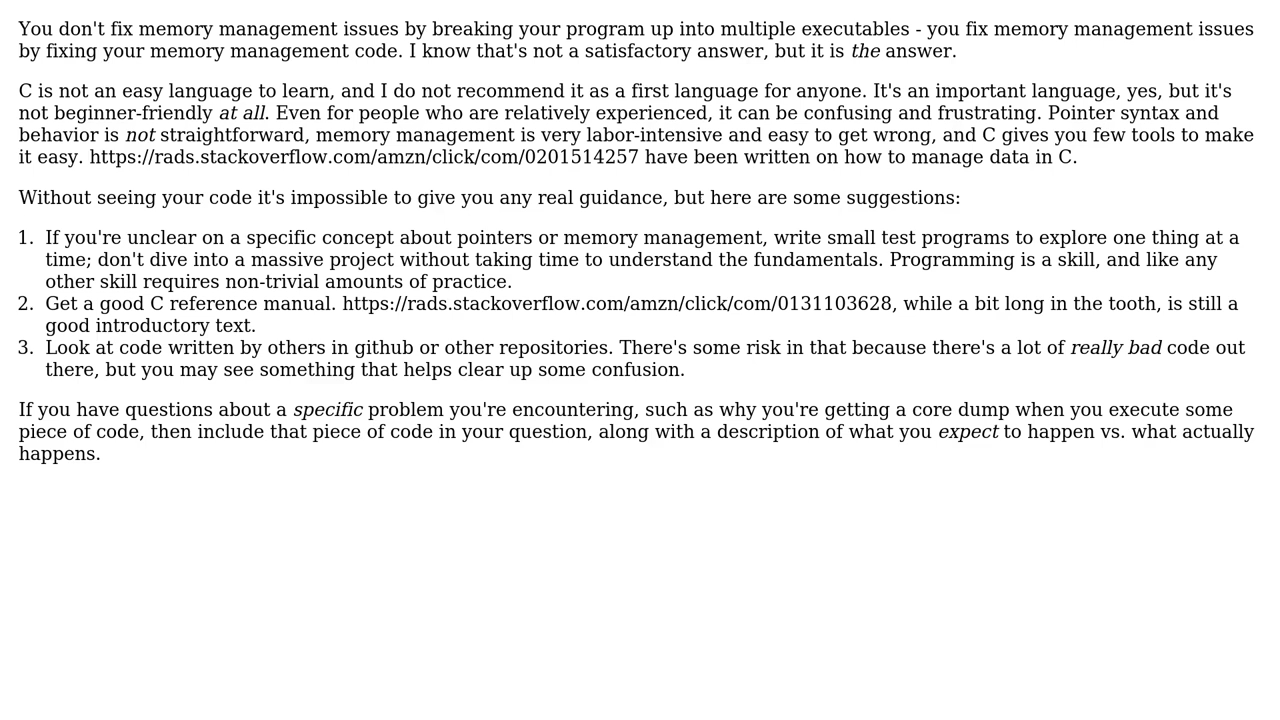 You don't fix memory management issues by breaking your program up into multiple executables - you fix memory management issues
by fixing your memory management code. I know that's not a satisfactory answer, but it is the answer.
C is not an easy language to learn, and I do not recommend it as a first language for anyone. It's an important language, yes, but it's
not beginner-friendly at all. Even for people who are relatively experienced, it can be confusing and frustrating. Pointer syntax and
behavior is not straightforward, memory management is very labor-intensive and easy to get wrong, and C gives you few tools to make
it easy. https://rads.stackoverflow.com/amzn/click/com/0201514257 have been written on how to manage data in C.
Without seeing your code it's impossible to give you any real guidance, but here are some suggestions:
1. If you're unclear on a specific concept about pointers or memory management, write small test programs to explore one thing at a
time; don't dive into a massive project without taking time to understand the fundamentals. Programming is a skill, and like any
other skill requires non-trivial amounts of practice.
2. Get a good C reference manual. https://rads.stackoverflow.com/amzn/click/com/0131103628, while a bit long in the tooth, is still a
good introductory text.
3. Look at code written by others in github or other repositories. There's some risk in that because there's a lot of really bad code out
there, but you may see something that helps clear up some confusion.
If you have questions about a specific problem you're encountering, such as why you're getting a core dump when you execute some
piece of code, then include that piece of code in your question, along with a description of what you expect to happen vs. what actually
happens.